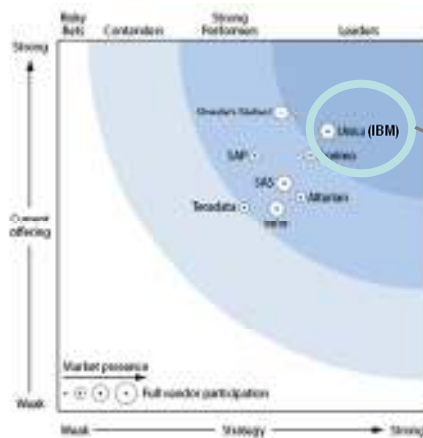 Risky
Bets
Contenders
Strong
Performers
Leaders
Strong
Unica (IBM)
SAP
SAS
Alterian
Teradata
offering
Market presence
Full vendor participation
Weak
Weak
Strategy
Strong